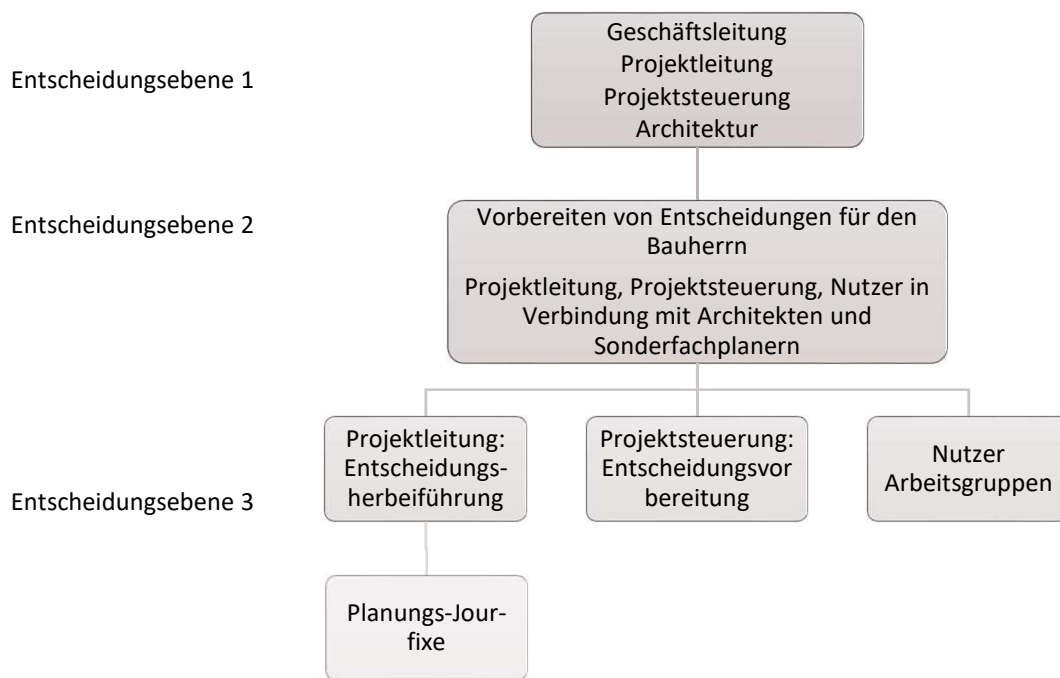 Entscheidungsebene 1
Geschäftsleitung
Projektleitung
Projektsteuerung
Architektur
Entscheidungsebene 2
Vorbereiten von Entscheidungen für den
Bauherrn
Projektleitung, Projektsteuerung, Nutzer in
Verbindung mit Architekten und
Sonderfachplanern
Entscheidungsebene 3
Projektleitung:
Entscheidungs-
herbeiführung
Projektsteuerung:
Entscheidungsvor
bereitung
Nutzer
Arbeitsgruppen
Planungs-Jour-
fixe